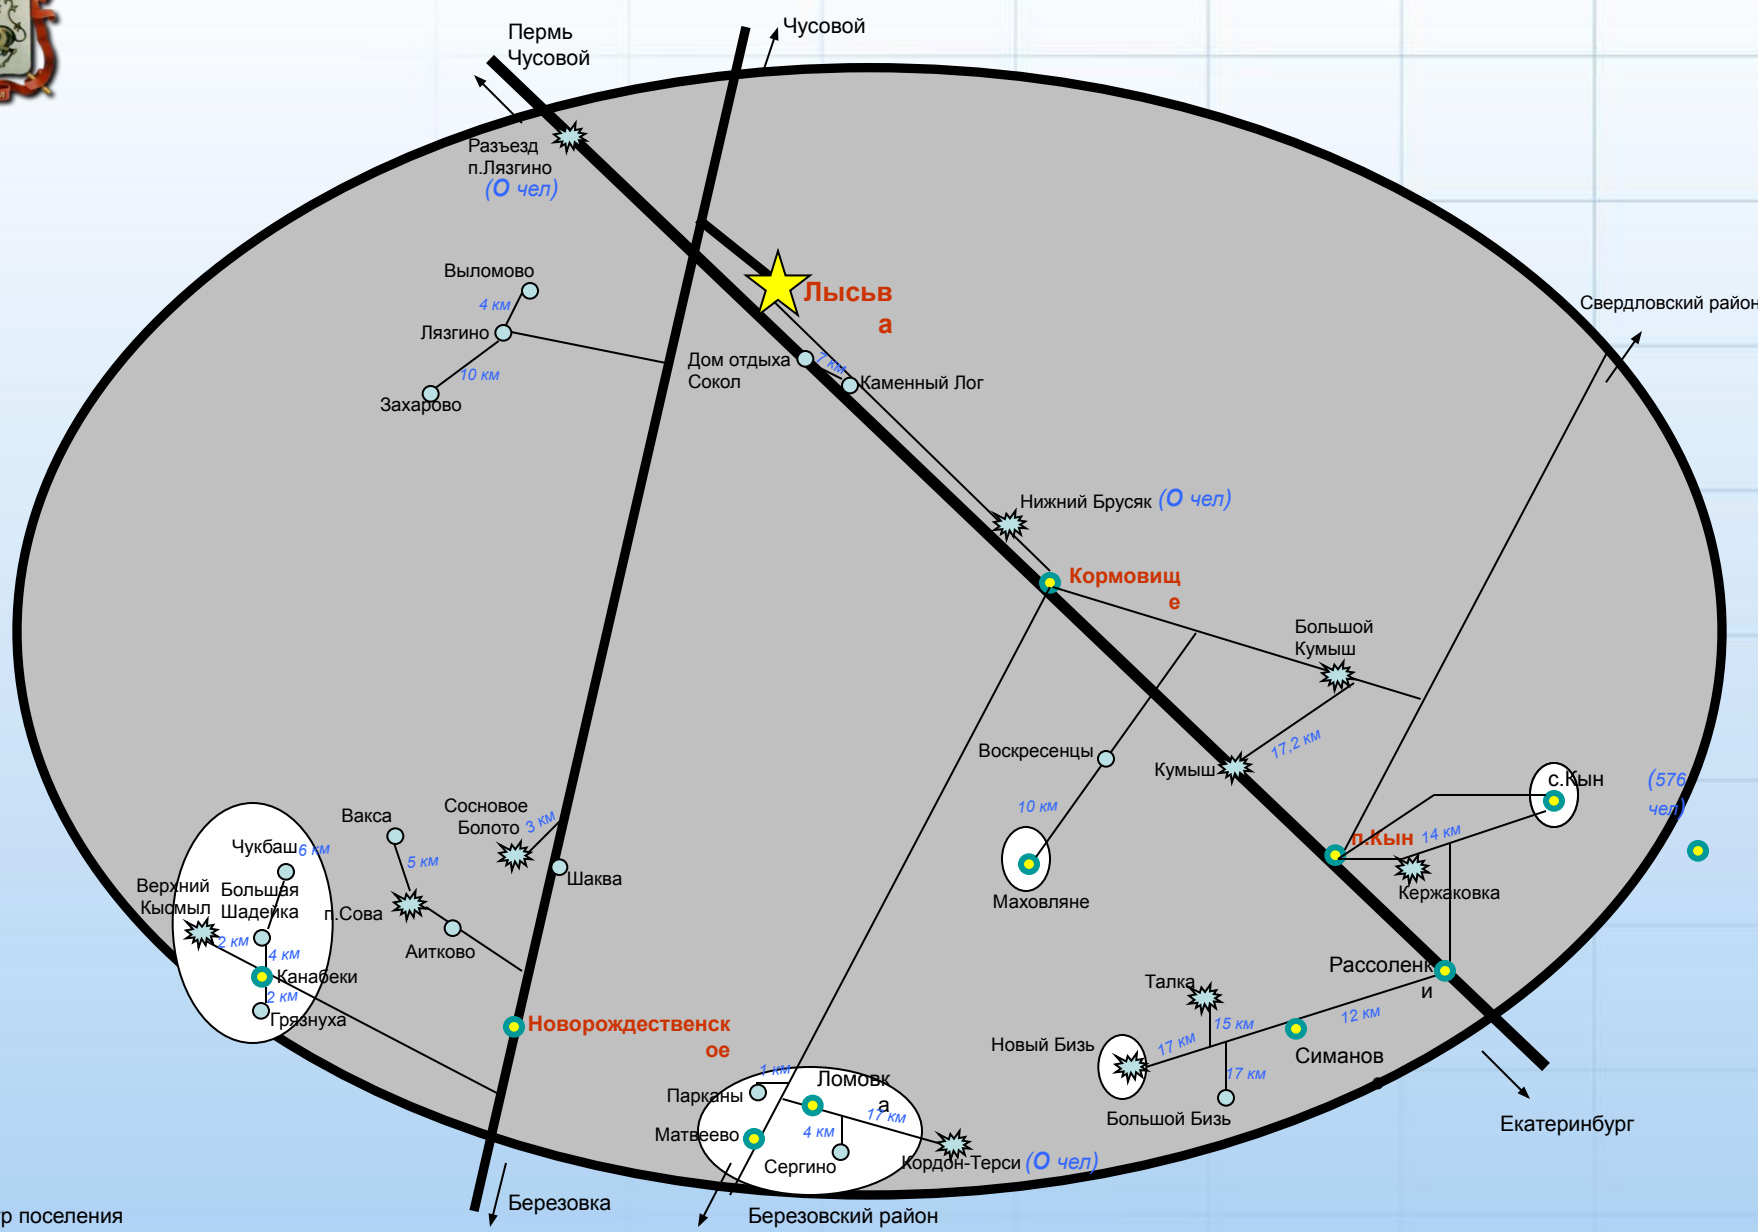 Пермь
Чусовой
Чусовой
Разъезд
п.Лязгино
(О чел)
Выломово
4 км
Лязгино
10 км
Захарово
Лысьв
а
Дом отдыха
Сокол
7 км
Каменный Лог
Свердловский район
Нижний Брусяк (О чел)
Кормовищ
е
Большой
Кумыш
17,2 км
Воскресенцы
Кумыш
10 км
Маховляне
с.Кын
(576
чел)
п.Кын
14 км
Кержаковка
Вакса
5 км
Сосновое
Болото
3 км
Шаква
п.Сова
Аитково
Чукбаш
6 км
Верхний
Кысмыл
Большая
Шадейка
2 км
4 км
Канабеки
2 км
Грязнуха
Новорождественск
ое
Рассоленк
и
Талка
15 км
12 км
17 км
Новый Бизь
Симанов
17 км
Большой Бизь
1 км
Парканы
Ломовк
а
17 км
Матвеево
4 км
Сергино
Кордон-Терси (О чел)
Екатеринбург
Березовка
Березовский район
р поселения